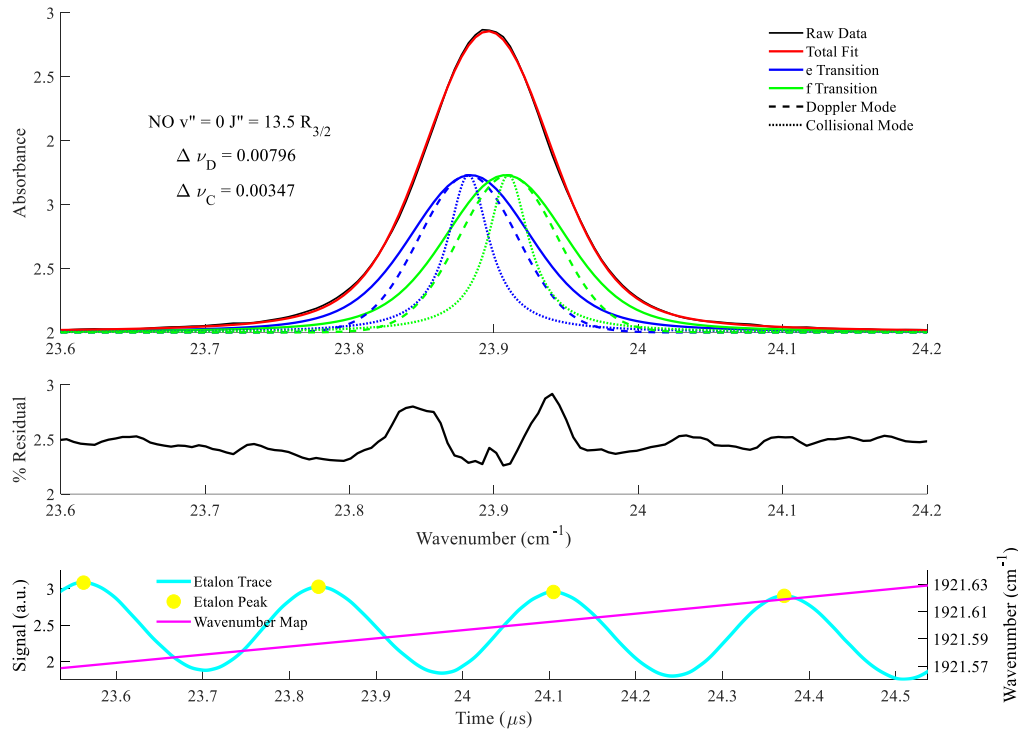 3
2.5
2
3
2.5
2
Absorbance
NO v" = 0 J" = 13.5 R3/2
Δ νD = 0.00796
Δ νC = 0.00347
Raw Data
Total Fit
e Transition
f Transition
Doppler Mode
Collisional Mode
23.6 23.7 23.8 23.9 24 24.1 24.2
3
2.5
2
% Residual
23.6 23.7 23.8 23.9 24 24.1 24.2
Wavenumber (cm-1)
3
2.5
2
Signal (a.u.)
Etalon Trace
Etalon Peak
Wavenumber Map
1921.63
1921.61
1921.59
1921.57
Wavenumber (cm-1)
23.6 23.7 23.8 23.9 24 24.1 24.2 24.3 24.4 24.5
Time (μs)